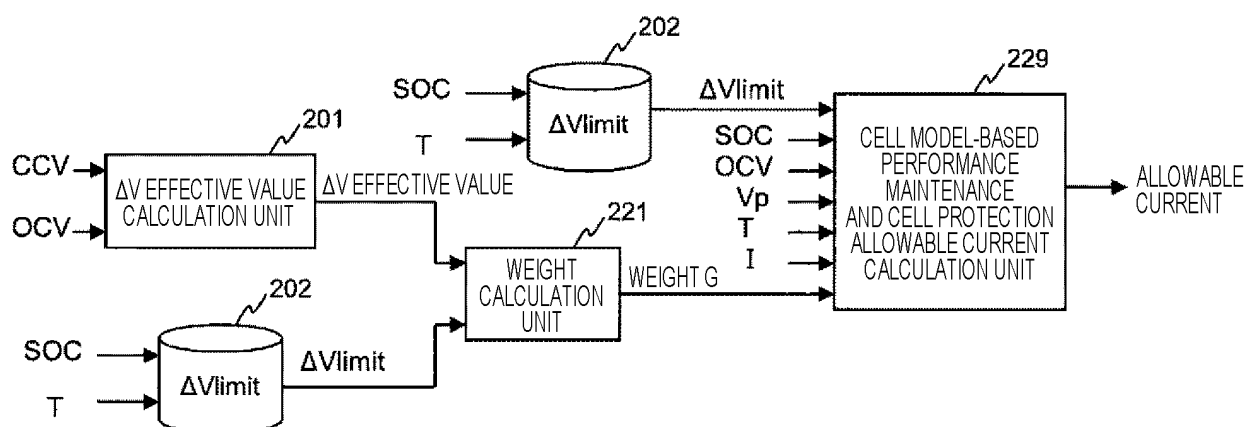 202
229
SOC
T
ΔVlimit
ΔVlimit
SOC
OCV
Vp
T
I
CELL MODEL-BASED
PERFORMANCE
MAINTENANCE
AND CELL PROTECTION
ALLOWABLE CURRENT
CALCULATION UNIT
ALLOWABLE
CURRENT
201
CCV
OCV
ΔV EFFECTIVE VALUE
CALCULATION UNIT
ΔV EFFECTIVE VALUE
221
WEIGHT
CALCULATION
UNIT
WEIGHT G
202
SOC
T
ΔVlimit
ΔVlimit